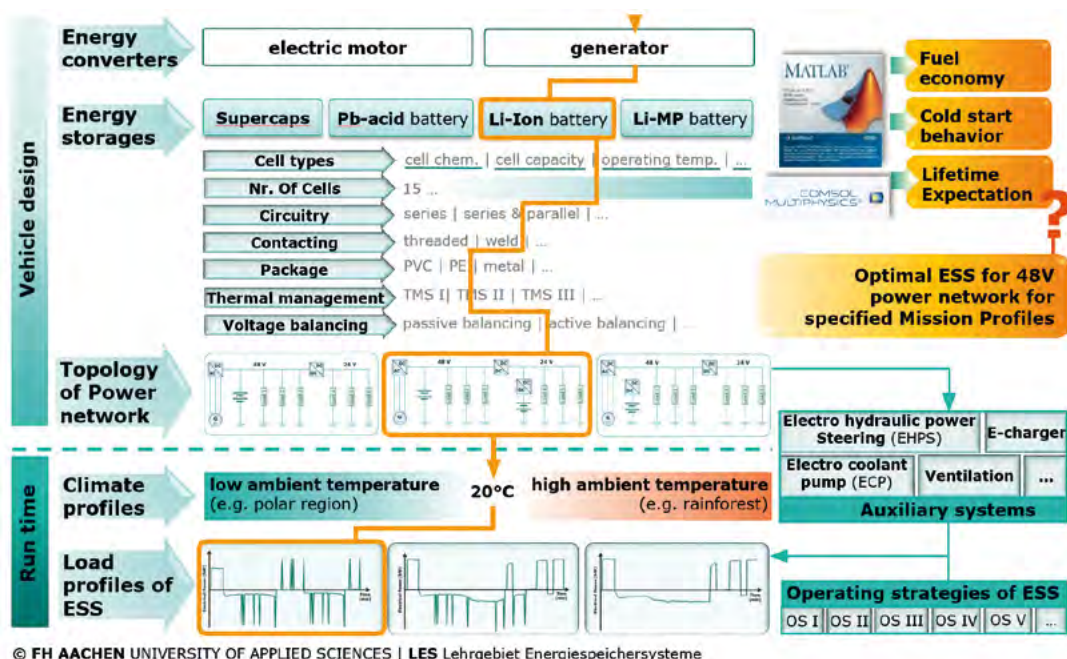 Vehicle design
Energy
converters
electric motor
generator
Energy
storages
Supercaps
Pb-acid battery
Li-Ion battery
Li-MP battery
Cell types
cell chem. | cell capacity | operating temp. | ...
Nr. Of Cells
15 ...
Circuitry
series | series & parallel | ...
Contacting
threaded | weld | ...
Package
PVC | PE | metal | ...
Thermal management
TMS I | TMS II | TMS III | ...
Voltage balancing
passive balancing | active balancing | ...
MATLAB
COMSOL
MULTIPHYSICS
Fuel
economy
Cold start
behavior
Lifetime
Expectation
?
Optimal ESS for 48V
power network for
specified Mission Profiles
Topology
of Power
network
48 V
24 V
48 V
24 V
48 V
Electro hydraulic power
Steering (EHPS)
E-charger
Electro coolant
pump (ECP)
Ventilation
...
Auxiliary systems
Run time
Climate
profiles
low ambient temperature
(e.g. polar region)
20°C
high ambient temperature
(e.g. rainforest)
Load
profiles of
ESS
Operating strategies of ESS
OS I
OS II
OS III
OS IV
OS V
...
© FH AACHEN UNIVERSITY OF APPLIED SCIENCES | LES Lehrgebiet Energiespeichersysteme